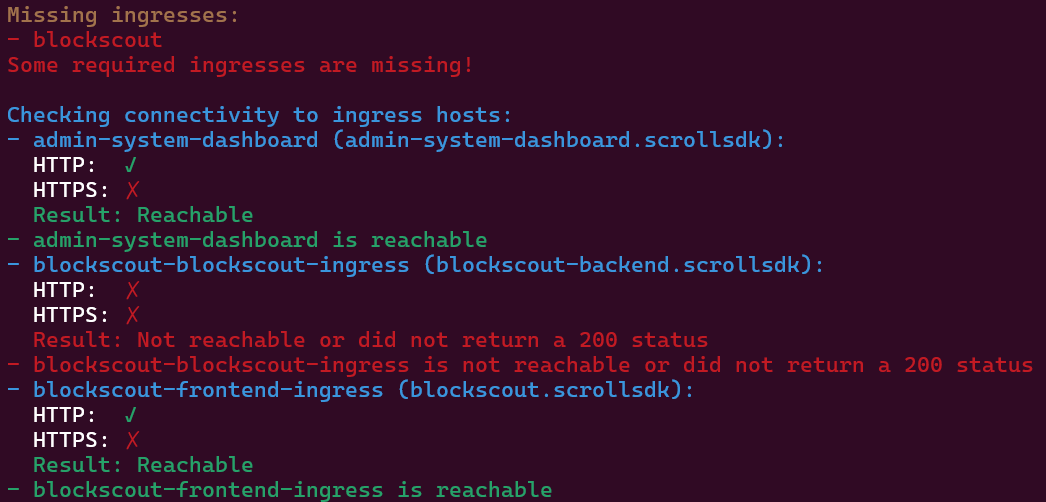 Missing ingresses:
- blockscout
Some required ingresses are missing!
Checking connectivity to ingress hosts:
- admin-system-dashboard (admin-system-dashboard.scrollsdk):
HTTP: ✓
HTTPS: ✗
Result: Reachable
- admin-system-dashboard is reachable
- blockscout-blockscout-ingress (blockscout-backend.scrollsdk):
HTTP: ✗
HTTPS: ✗
Result: Not reachable or did not return a 200 status
- blockscout-blockscout-ingress is not reachable or did not return a 200 status
- blockscout-frontend-ingress (blockscout.scrollsdk):
HTTP: ✓
HTTPS: ✗
Result: Reachable
- blockscout-frontend-ingress is reachable